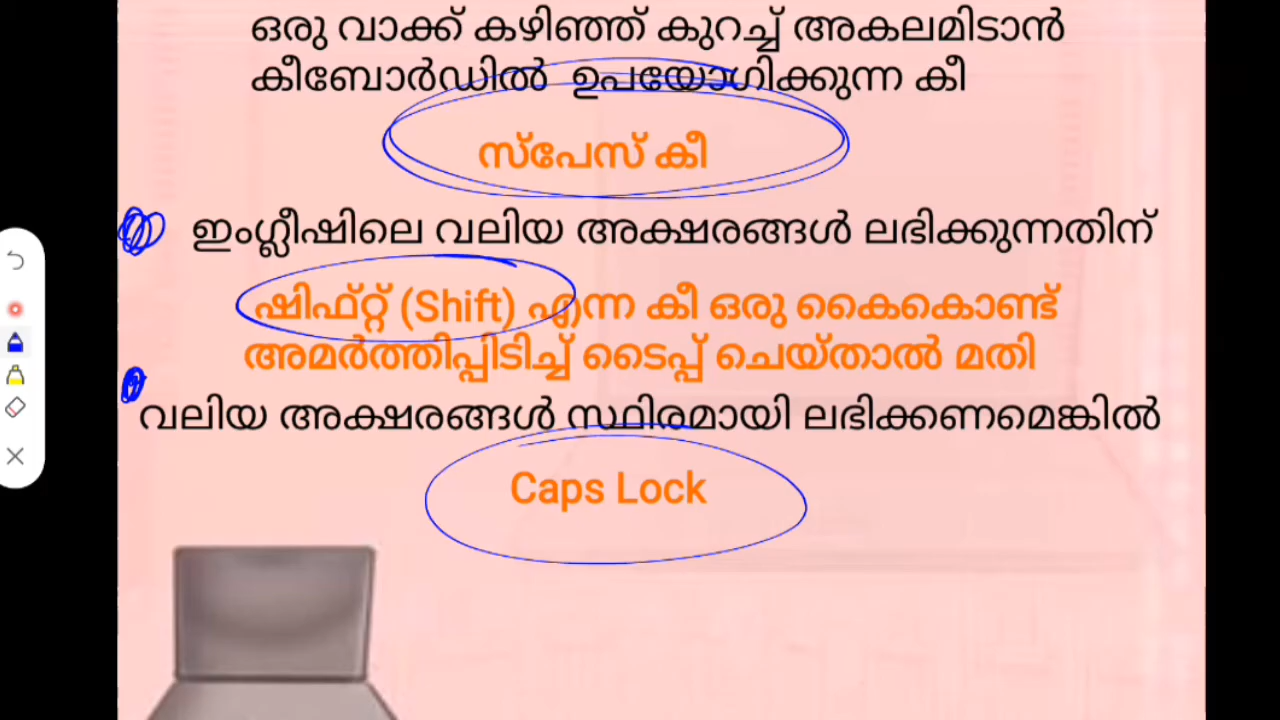 ഒരു വാക്ക് കഴിഞ്ഞ് കുറച്ച് അകലമിടാൻ
കീബോർഡിൽ ഉപയോഗിക്കുന്ന കീ
സ്പേസ് കീ
ഇംഗ്ലീഷിലെ വലിയ അക്ഷരങ്ങൾ ലഭിക്കുന്നതിന്
ഷിഫ്റ്റ് (Shift) എന്ന കീ ഒരു കൈകൊണ്ട്
അമർത്തിപ്പിടിച്ച് ടൈപ്പ് ചെയ്താൽ മതി
വലിയ അക്ഷരങ്ങൾ സ്ഥിരമായി ലഭിക്കണമെങ്കിൽ
Caps Lock